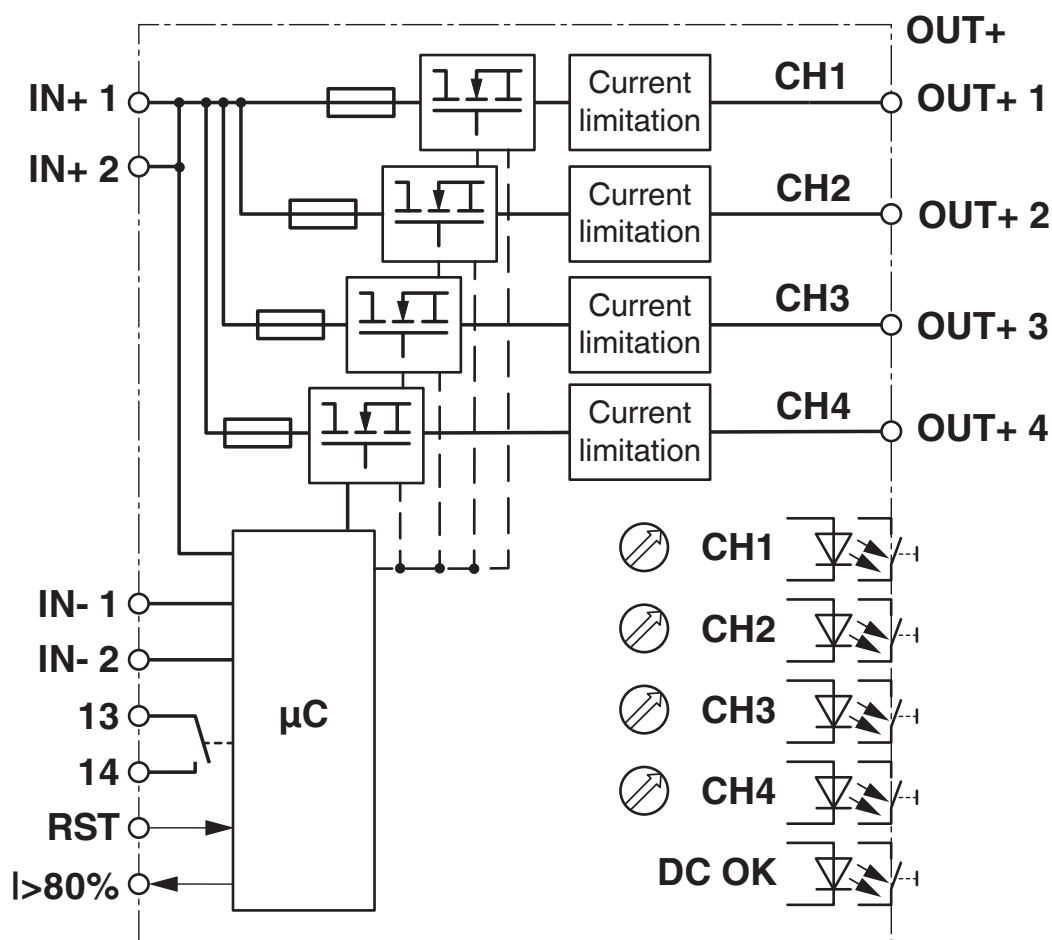 OUT+
IN+ 1
Current
limitation
CH1
OUT+ 1
IN+ 2
Current
limitation
CH2
OUT+ 2
Current
limitation
CH3
OUT+ 3
Current
limitation
CH4
OUT+ 4
IN- 1
IN- 2
13
14
RST
I>80%
µC
CH1
CH2
CH3
CH4
DC OK